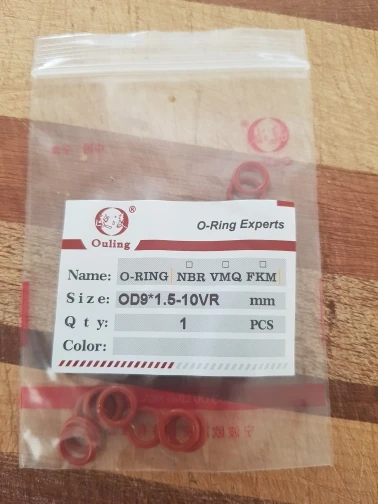 ®
Ouling
O-Ring Experts
Name: O-RING NBR VMQ FKM
Size: OD9*1.5-10VR mm
Qty: 1 PCS
Color: